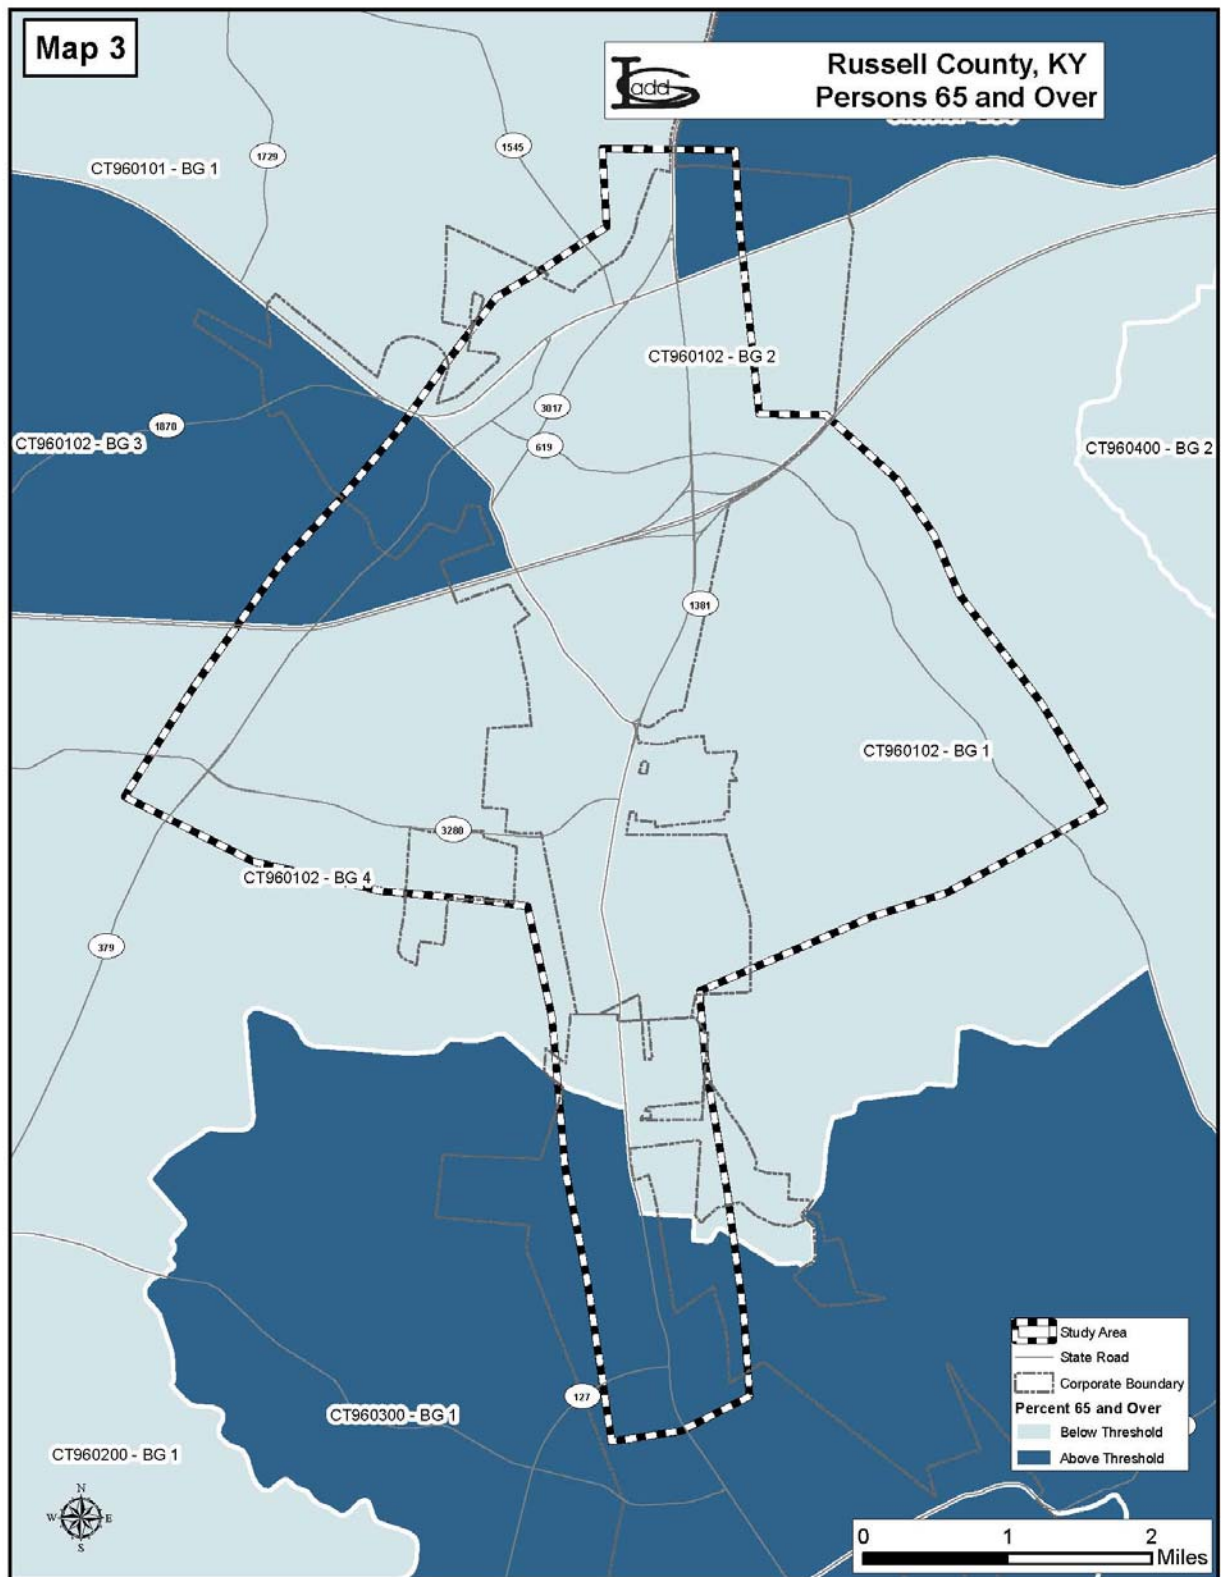 Map 3
add
Russell County, KY
Persons 65 and Over
1729
1545
CT960101 - BG 1
CT960102 - BG 2
3017
1870
619
CT960102 - BG 3
CT960400 - BG 2
1381
CT960102 - BG 1
3280
CT960102 - BG 4
379
Study Area
State Road
Corporate Boundary
Percent 65 and Over
Below Threshold
Above Threshold
127
CT960300 - BG 1
CT960200 - BG 1
N
W E
S
0 1 2
Miles